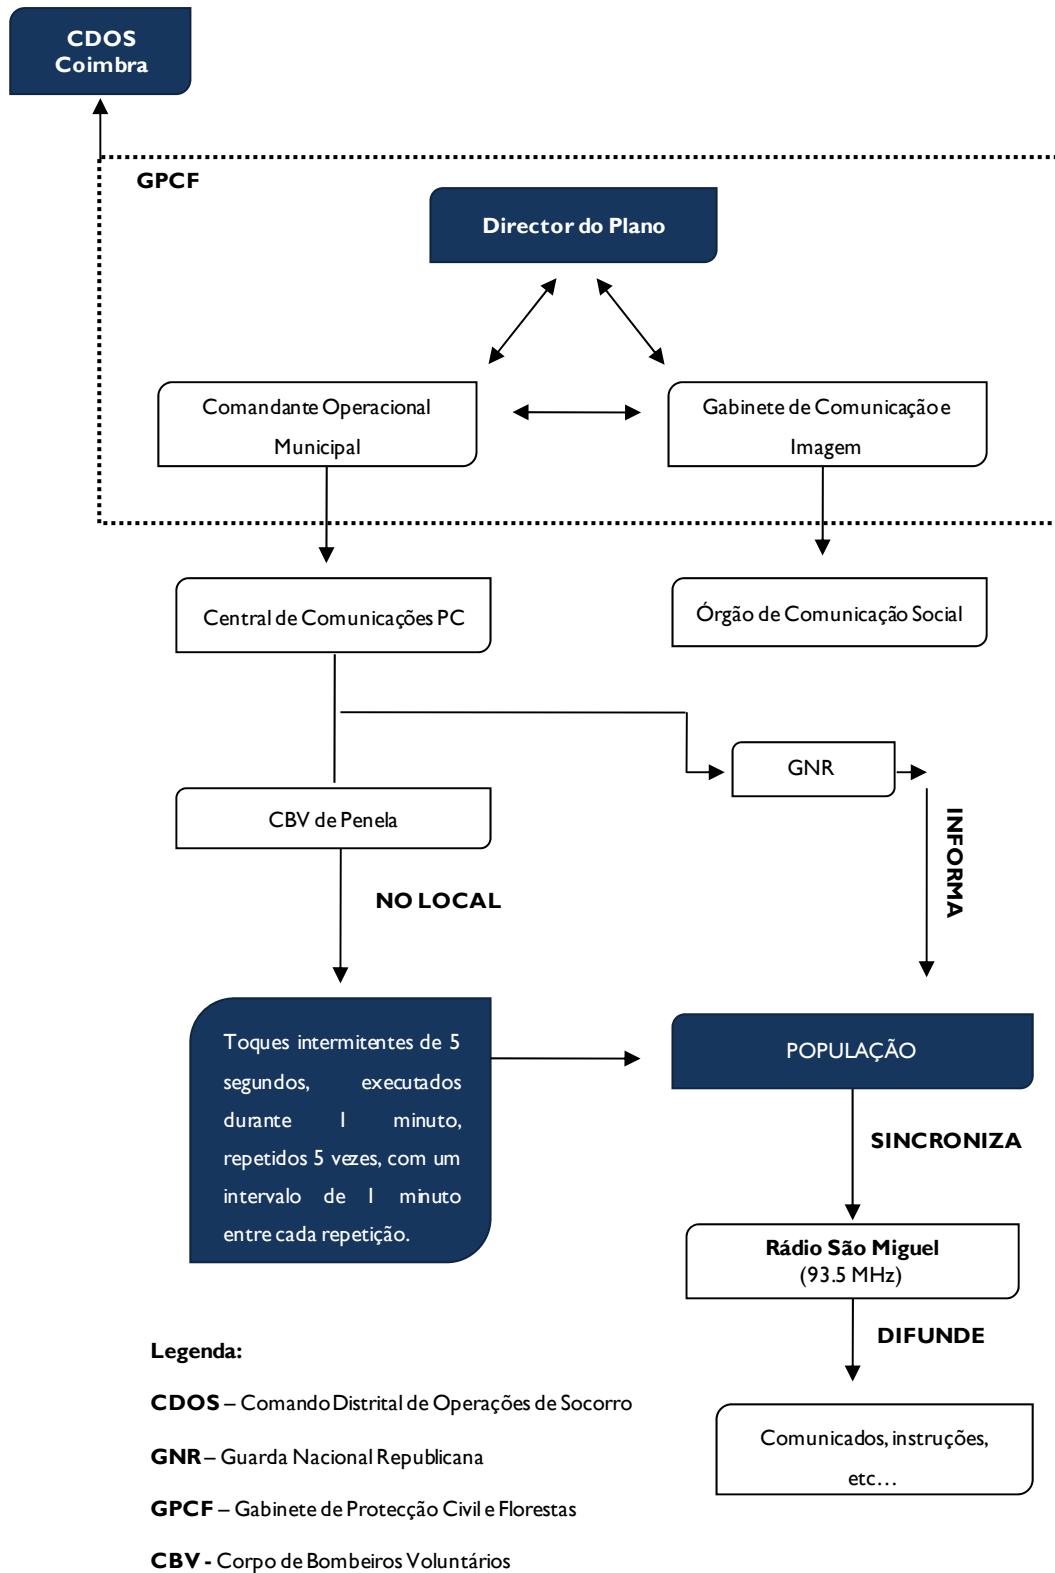 CDOS
Coimbra
GPCF
Director do Plano
Comandante Operacional
Municipal
Gabinete de Comunicação e
Imagem
Central de Comunicações PC
Órgão de Comunicação Social
GNR
CBV de Penela
INFORMA
NO LOCAL
Toques intermitentes de 5
segundos, executados
durante 1 minuto,
repetidos 5 vezes, com um
intervalo de 1 minuto
entre cada repetição.
POPULAÇÃO
SINCRONIZA
Rádio São Miguel
(93.5 MHz)
DIFUNDE
Comunicados, instruções,
etc…
Legenda:
CDOS – Comando Distrital de Operações de Socorro
GNR – Guarda Nacional Republicana
GPCF – Gabinete de Protecção Civil e Florestas
CBV - Corpo de Bombeiros Voluntários